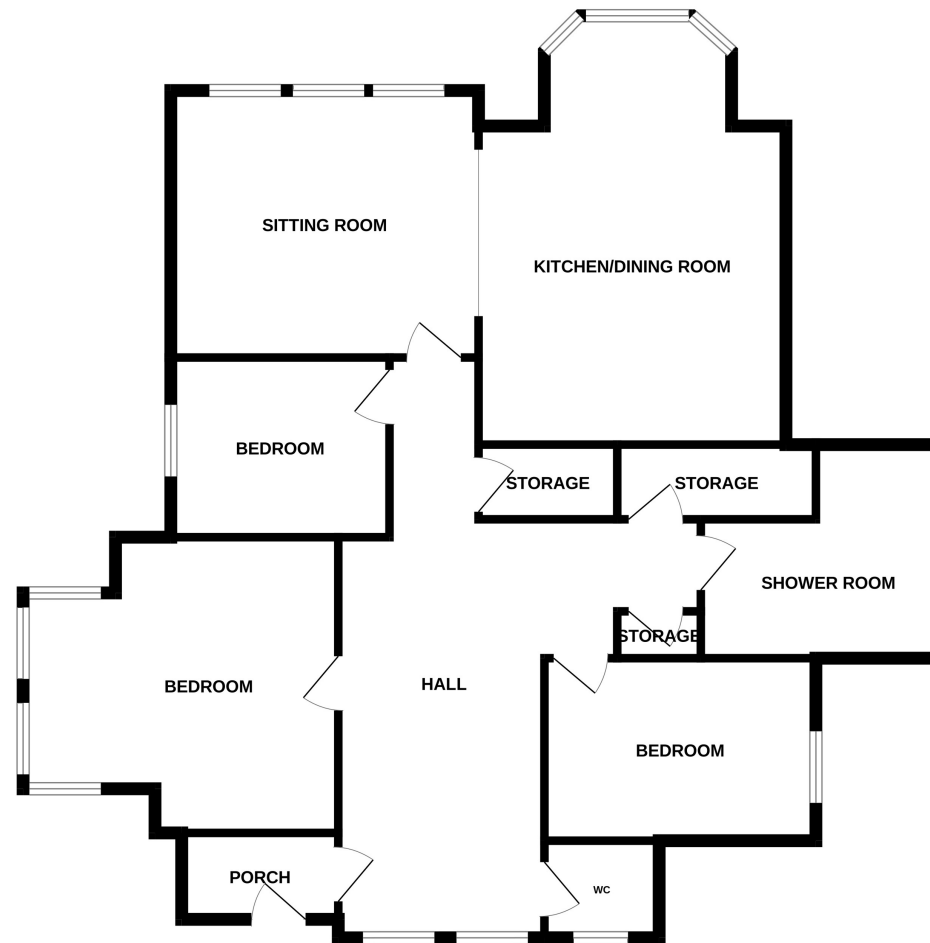 SITTING ROOM
KITCHEN/DINING ROOM
BEDROOM
STORAGE
STORAGE
SHOWER ROOM
STORAGE
BEDROOM
HALL
BEDROOM
PORCH
WC